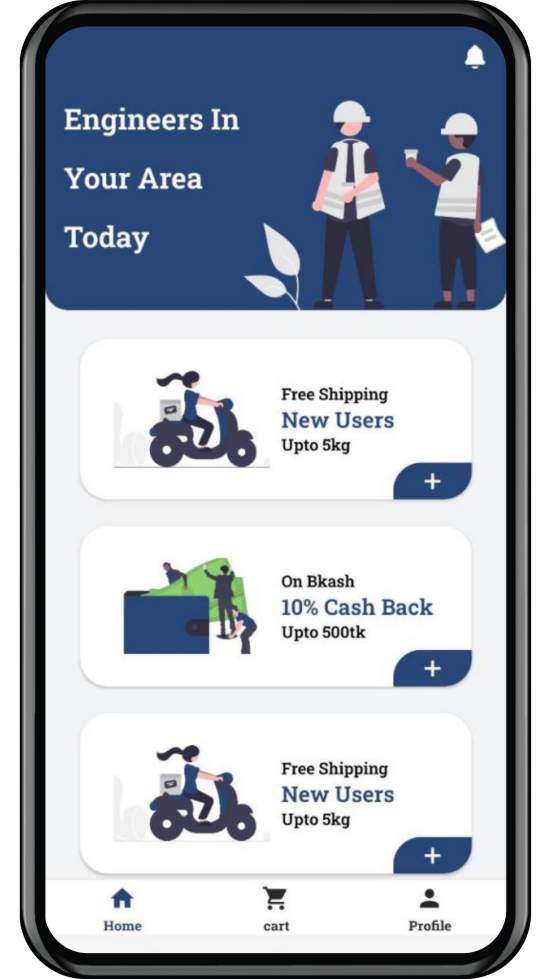 Engineers In
Your Area
Today
Free Shipping
New Users
Upto 5kg
+
On Bkash
10% Cash Back
Upto 500tk
+
Free Shipping
New Users
Upto 5kg
+
Home
cart
Profile